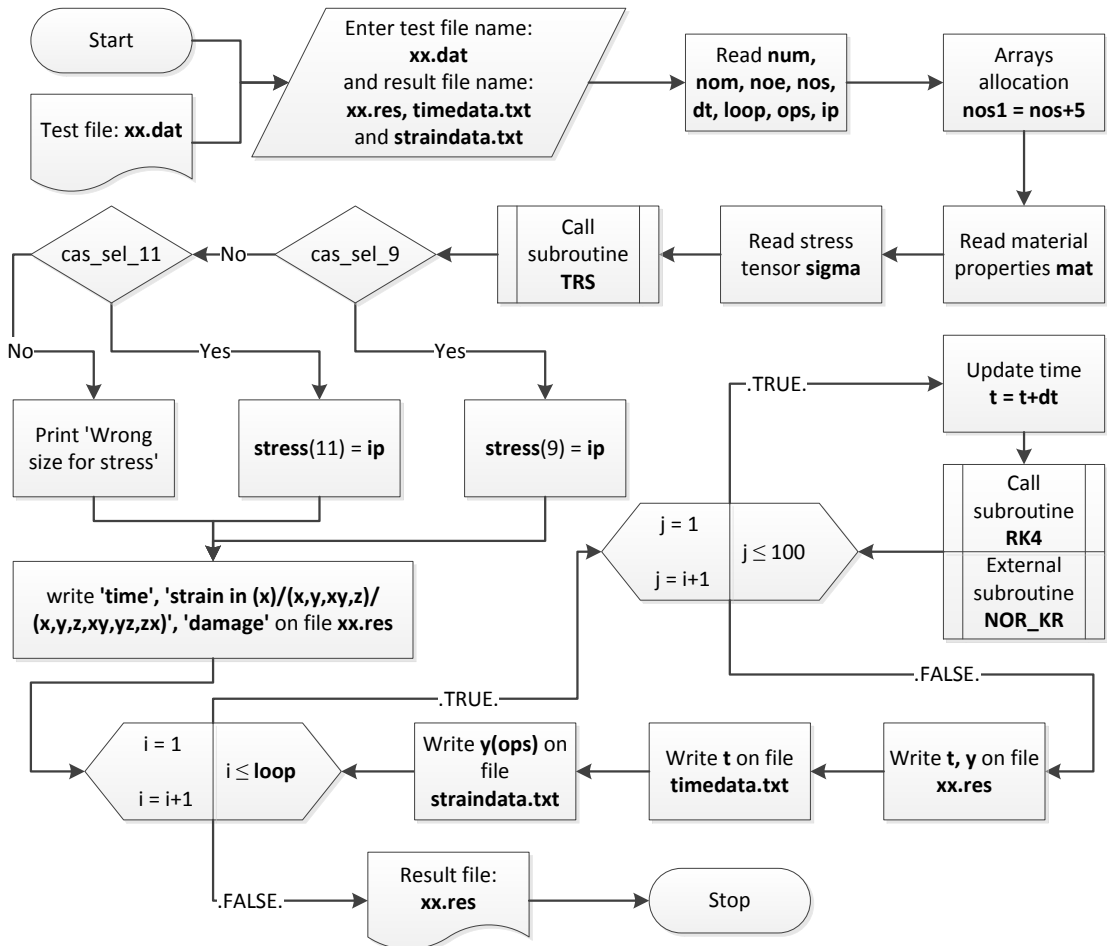 Start
Test file: xx.dat
Enter test file name:
xx.dat
and result file name:
xx.res, timedata.txt
and straindata.txt
Read num,
nom, noe, nos,
dt, loop, ops, ip
Arrays
allocation
nos1 = nos+5
cas_sel_11
No
cas_sel_9
Call
subroutine
TRS
Read stress
tensor sigma
Read material
properties mat
No
Yes
Yes
Print 'Wrong
size for stress'
stress(11) = ip
stress(9) = ip
.TRUE.
Update time
t = t+dt
Call
subroutine
RK4
External
subroutine
NOR_KR
j = 1
j ≤ 100
j = i+1
write 'time', 'strain in (x)/(x,y,xy,z)/
(x,y,z,xy,yz,zx)', 'damage' on file xx.res
.FALSE.
.TRUE.
i = 1
i ≤ loop
i = i+1
Write y(ops) on
file
straindata.txt
Write t on file
timedata.txt
Write t, y on file
xx.res
.FALSE.
Result file:
xx.res
Stop